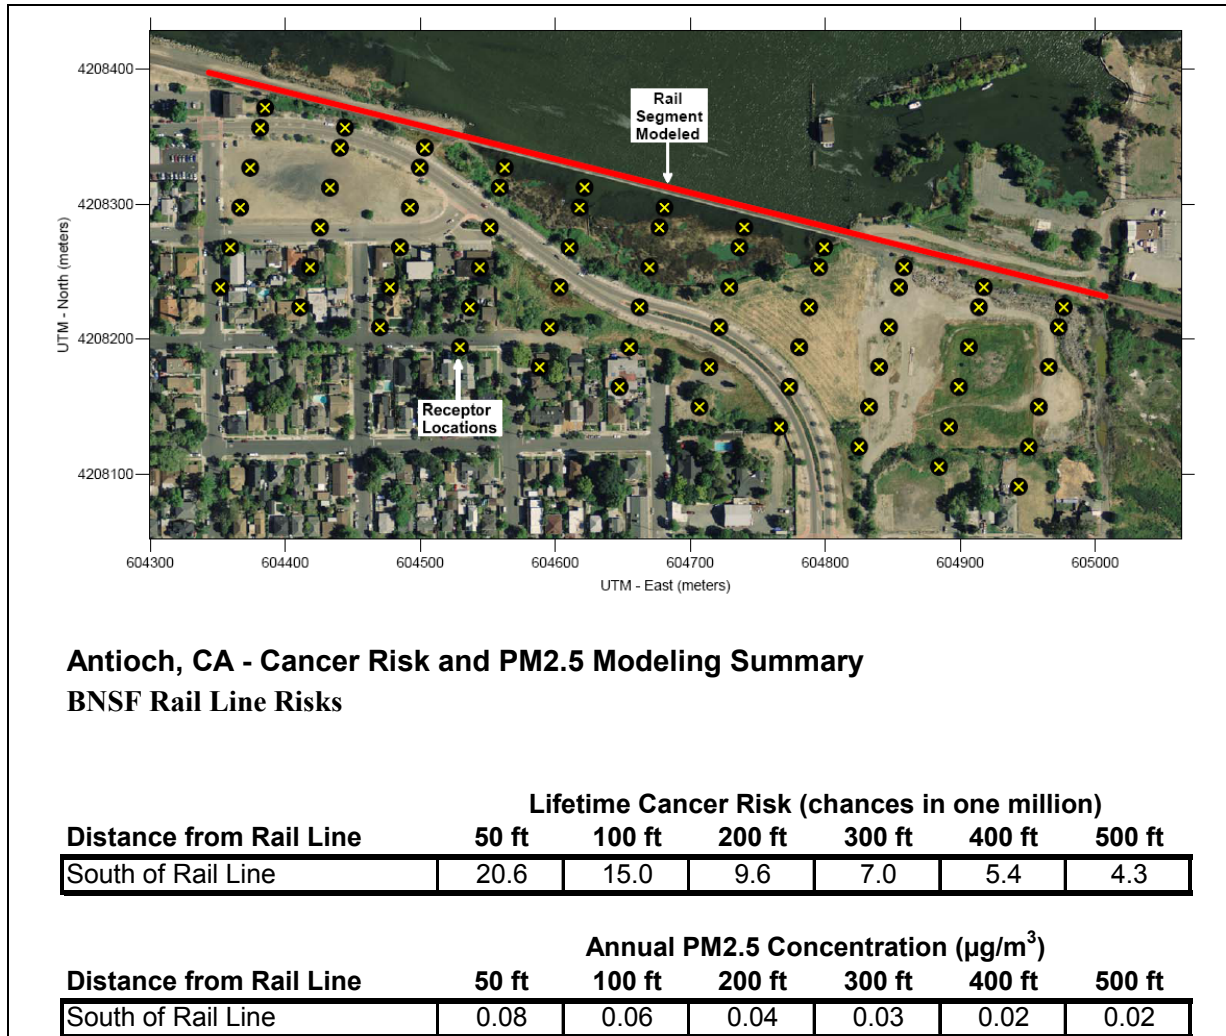 4208400
4208300
4208200
4208100
UTM - North (meters)
Rail
Segment
Modeled
Receptor
Locations
604300 604400 604500 604600 604700 604800 604900 605000
UTM - East (meters)
Antioch, CA - Cancer Risk and PM2.5 Modeling Summary
BNSF Rail Line Risks
Lifetime Cancer Risk (chances in one million)
Distance from Rail Line 50 ft 100 ft 200 ft 300 ft 400 ft 500 ft
South of Rail Line 20.6 15.0 9.6 7.0 5.4 4.3
Annual PM2.5 Concentration (µg/m³)
Distance from Rail Line 50 ft 100 ft 200 ft 300 ft 400 ft 500 ft
South of Rail Line 0.08 0.06 0.04 0.03 0.02 0.02